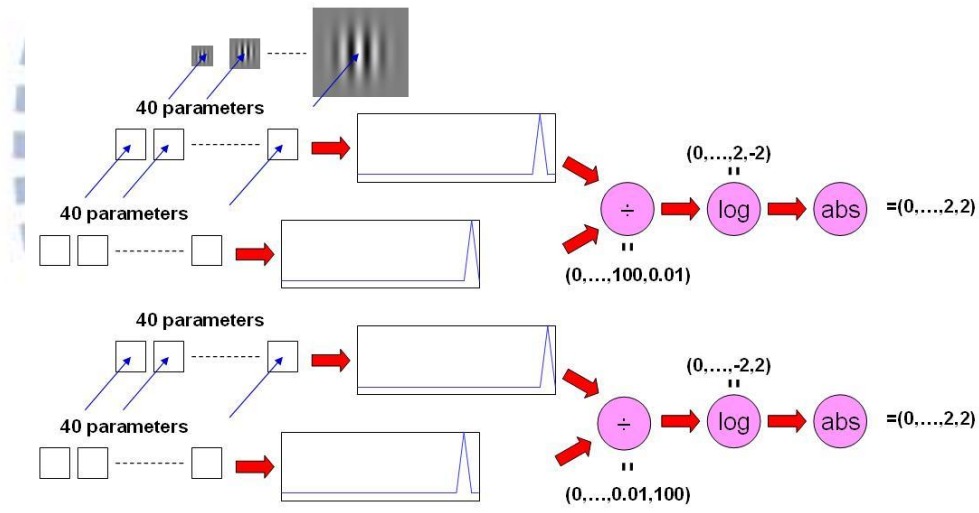 40 parameters
(0,...,2,-2)
40 parameters
÷
log
abs
=(0,...,2,2)
(0,...,100,0.01)
40 parameters
(0,...,-2,2)
40 parameters
÷
log
abs
=(0,...,2,2)
(0,...,0.01,100)